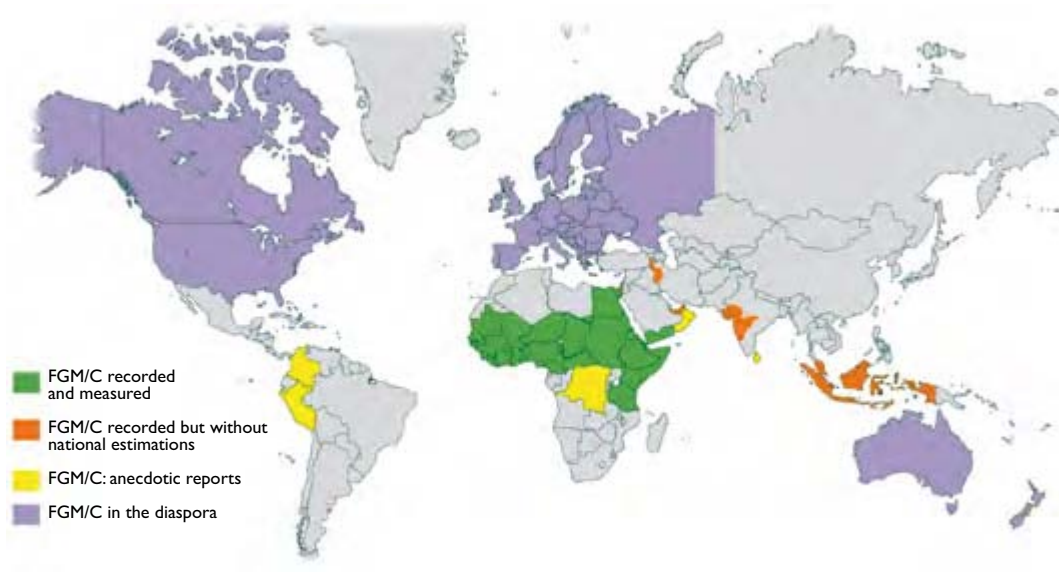 FGM/C recorded
and measured
FGM/C recorded but without
national estimations
FGM/C: anecdotic reports
FGM/C in the diaspora